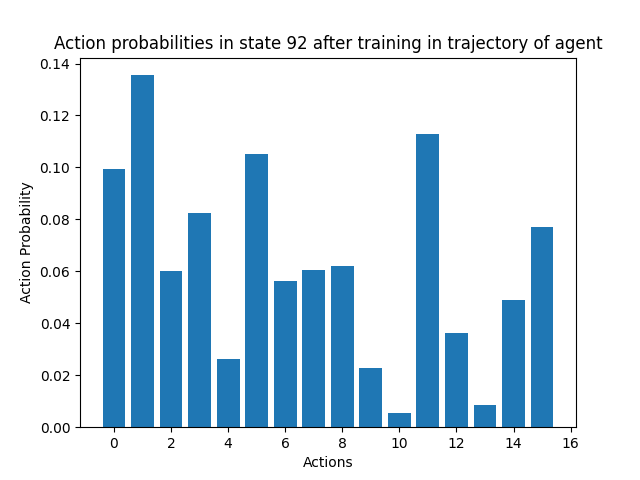 Action probabilities in state 92 after training in trajectory of agent
0.14
0.12
0.10
0.08
0.06
0.04
0.02
0.00
Action Probability
0 2 4 6 8 10 12 14 16
Actions